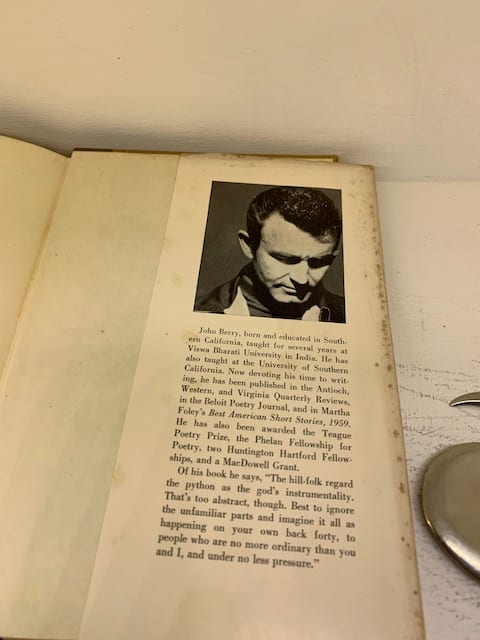 John Berry, born and educated in South-
ern California, taught for several years at
Viswa Bharati University in India. He has
also taught at the University of Southern
California. Now devoting his time to writ-
ing, he has been published in the Antioch,
Western, and Virginia Quarterly Reviews,
in the Beloit Poetry Journal, and in Martha
Foley's Best American Short Stories, 1959.
He has also been awarded the Teague
Poetry Prize, the Phelan Fellowship for
Poetry, two Huntington Hartford Fellow-
ships, and a MacDowell Grant.
Of his book he says, "The hill-folk regard
the python as the god's instrumentality.
That's too abstract, though. Best to ignore
the unfamiliar parts and imagine it all as
happening on your own back forty, to
people who are no more ordinary than you
and I, and under no less pressure."